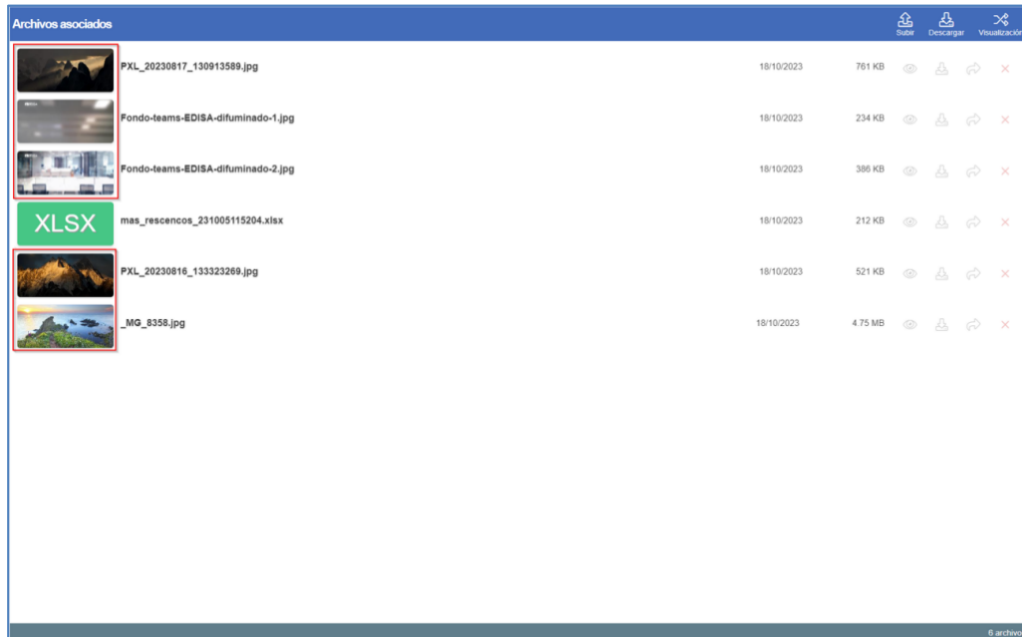 Archivos asociados
Subir Descargar Visualización
PXL_20230817_130913589.jpg 18/10/2023 761 KB
Fondo-teams-EDISA-difuminado-1.jpg 18/10/2023 234 KB
Fondo-teams-EDISA-difuminado-2.jpg 18/10/2023 386 KB
XLSX mas_rescencos_231005115204.xlsx 18/10/2023 212 KB
PXL_20230816_133323269.jpg 18/10/2023 521 KB
_MG_8358.jpg 18/10/2023 4.75 MB
6 archivo